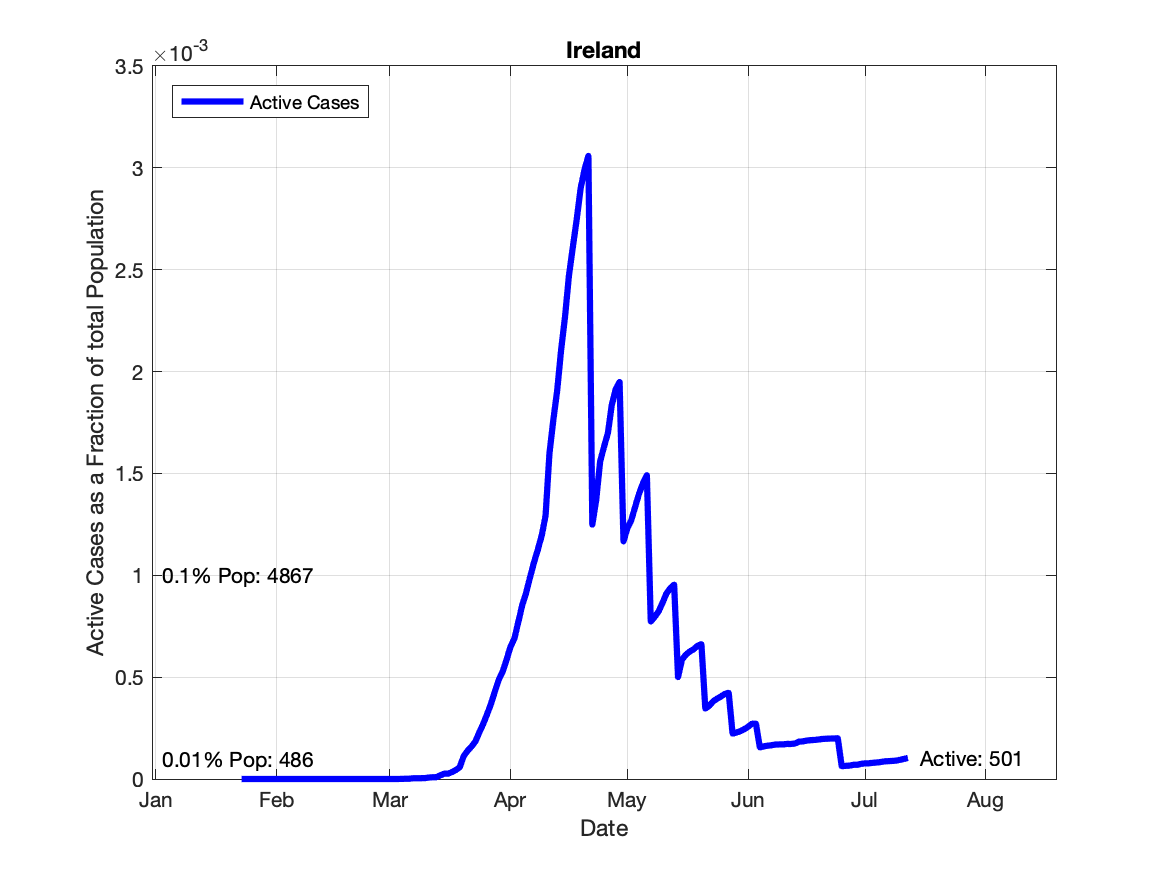 Ireland
×10-3
Active Cases
3.5
3
2.5
2
1.5
1
0.5
0
Active Cases as a Fraction of total Population
0.1% Pop: 4867
0.01% Pop: 486
Active: 501
Jan Feb Mar Apr May Jun Jul Aug
Date